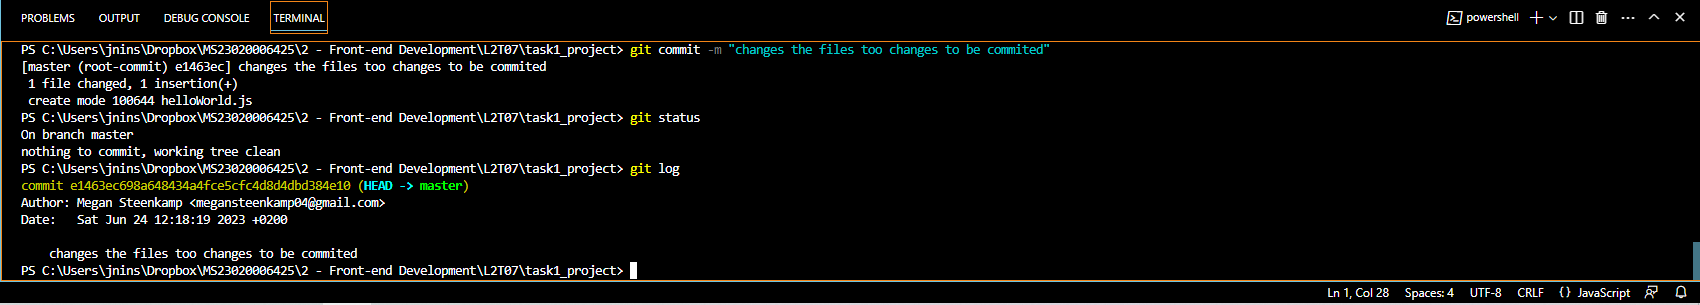 PROBLEMS OUTPUT DEBUG CONSOLE TERMINAL powershell
PS C:\Users\jnins\Dropbox\MS23020006425\2 - Front-end Development\L2T07\task1_project> git commit -m "changes the files too changes to be commited"
[master (root-commit) e1463ec] changes the files too changes to be commited
 1 file changed, 1 insertion(+)
 create mode 100644 helloWorld.js
PS C:\Users\jnins\Dropbox\MS23020006425\2 - Front-end Development\L2T07\task1_project> git status
On branch master
nothing to commit, working tree clean
PS C:\Users\jnins\Dropbox\MS23020006425\2 - Front-end Development\L2T07\task1_project> git log
commit e1463ec698a648434a4fce5cfc4d8d4dbd384e10 (HEAD -> master)
Author: Megan Steenkamp <megansteenkamp04@gmail.com>
Date:   Sat Jun 24 12:18:19 2023 +0200
    changes the files too changes to be commited
PS C:\Users\jnins\Dropbox\MS23020006425\2 - Front-end Development\L2T07\task1_project>
Ln 1, Col 28 Spaces: 4 UTF-8 CRLF {} JavaScript